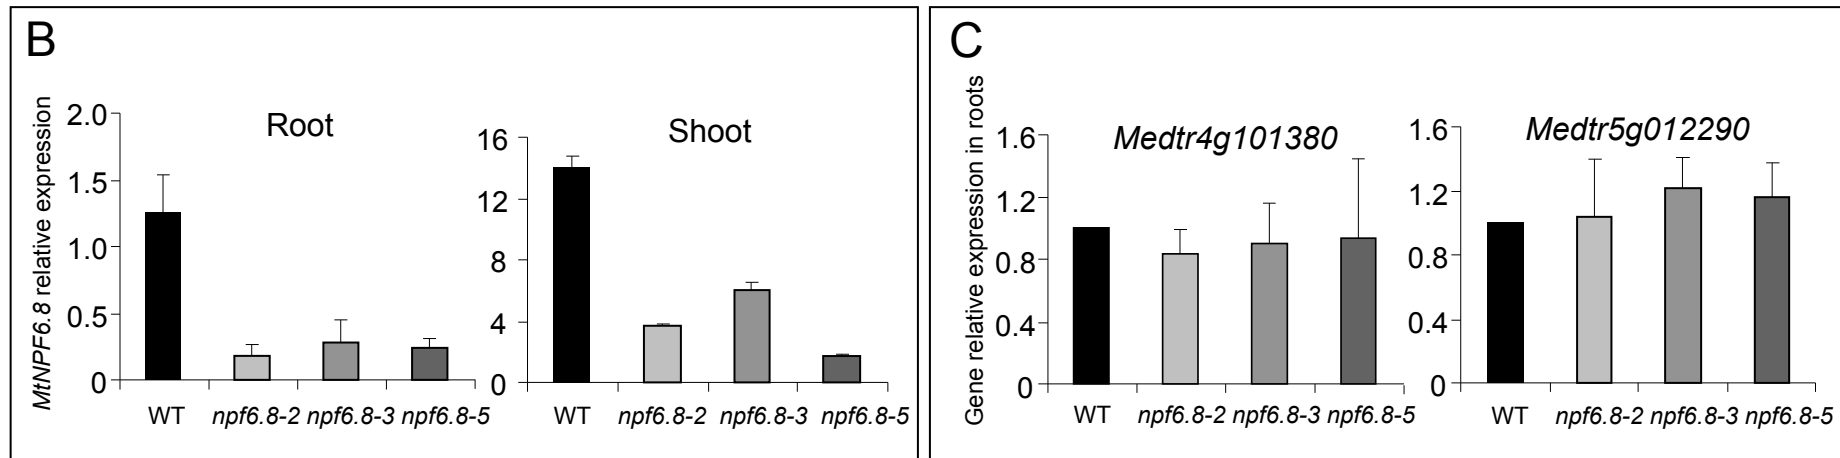 B
MtNPF6.8 relative expression
Root
2.0
1.5
1.0
0.5
0
WT npf6.8-2 npf6.8-3 npf6.8-5
Shoot
16
12
8
4
0
WT npf6.8-2 npf6.8-3 npf6.8-5
C
Gene relative expression in roots
Medtr4g101380
1.6
1.2
0.8
0.4
0
WT npf6.8-2 npf6.8-3 npf6.8-5
Medtr5g012290
1.6
1.2
0.8
0.4
0
WT npf6.8-2 npf6.8-3 npf6.8-5